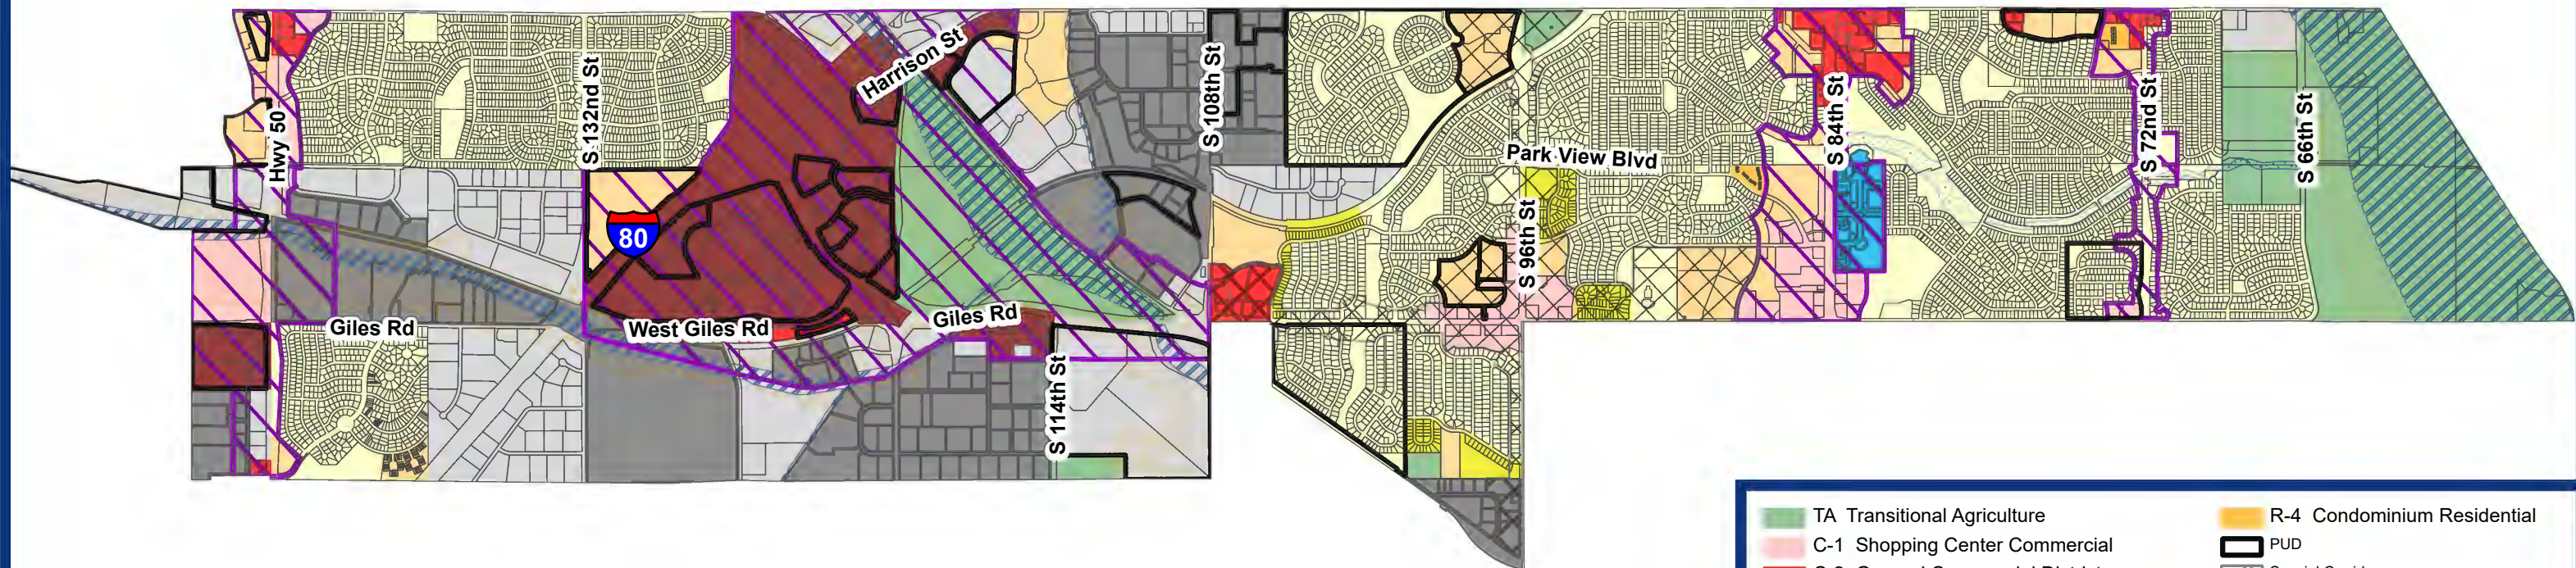 Harrison St
S 108th St
S 132nd St
Hwy 50
Park View Blvd
S 84th St
S 72nd St
S 66th St
80
S 96th St
Giles Rd
West Giles Rd
Giles Rd
S 114th St
TA Transitional Agriculture
C-1 Shopping Center Commercial
R-4 Condominium Residential
PUD